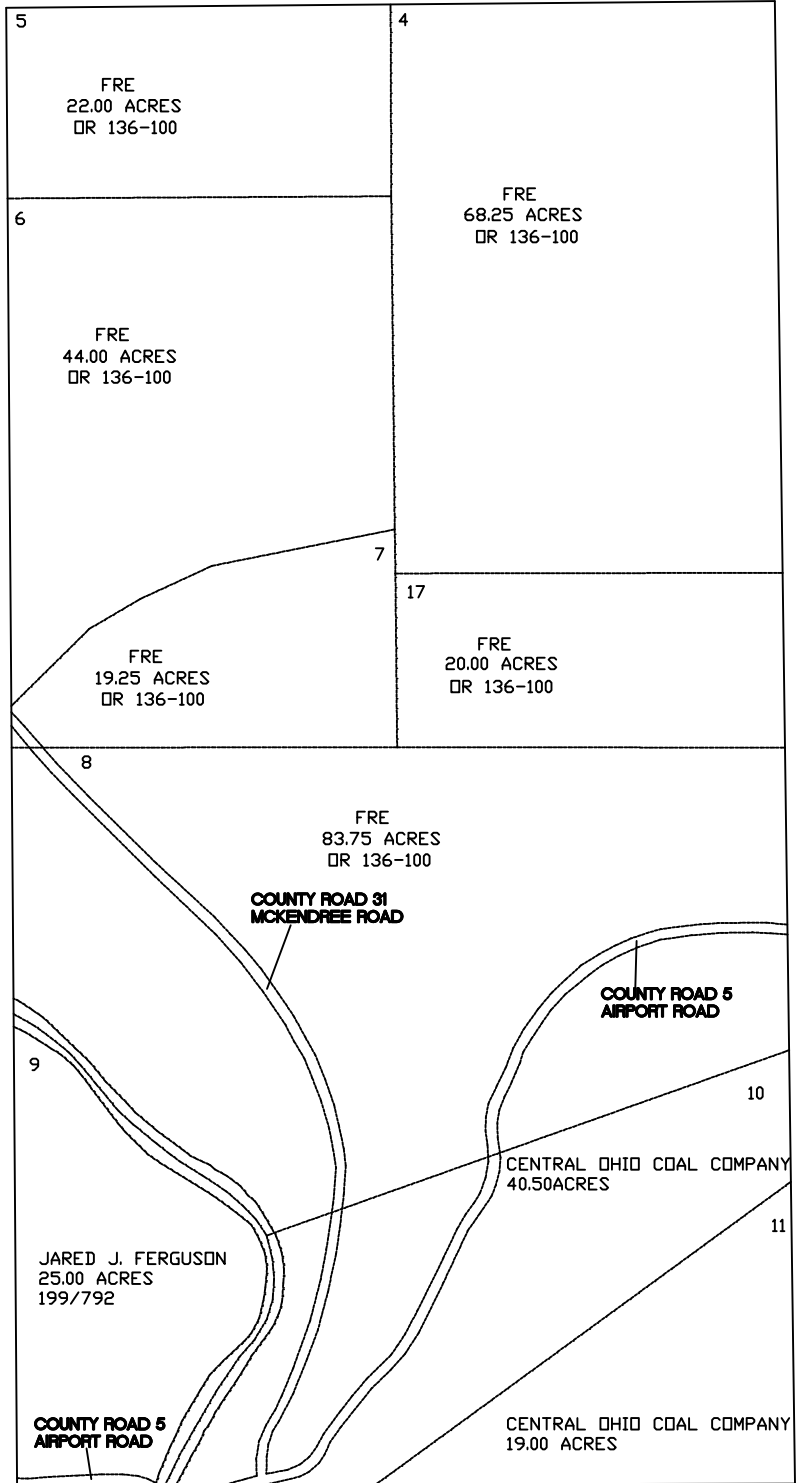 5
4
FRE
22.00 ACRES
OR 136-100
FRE
68.25 ACRES
OR 136-100
6
FRE
44.00 ACRES
OR 136-100
7
17
FRE
19.25 ACRES
OR 136-100
FRE
20.00 ACRES
OR 136-100
8
FRE
83.75 ACRES
OR 136-100
COUNTY ROAD 31
MCKENDREE ROAD
COUNTY ROAD 5
AIRPORT ROAD
9
10
CENTRAL OHIO COAL COMPANY
40.50ACRES
11
JARED J. FERGUSON
25.00 ACRES
199/792
COUNTY ROAD 5
AIRPORT ROAD
CENTRAL OHIO COAL COMPANY
19.00 ACRES